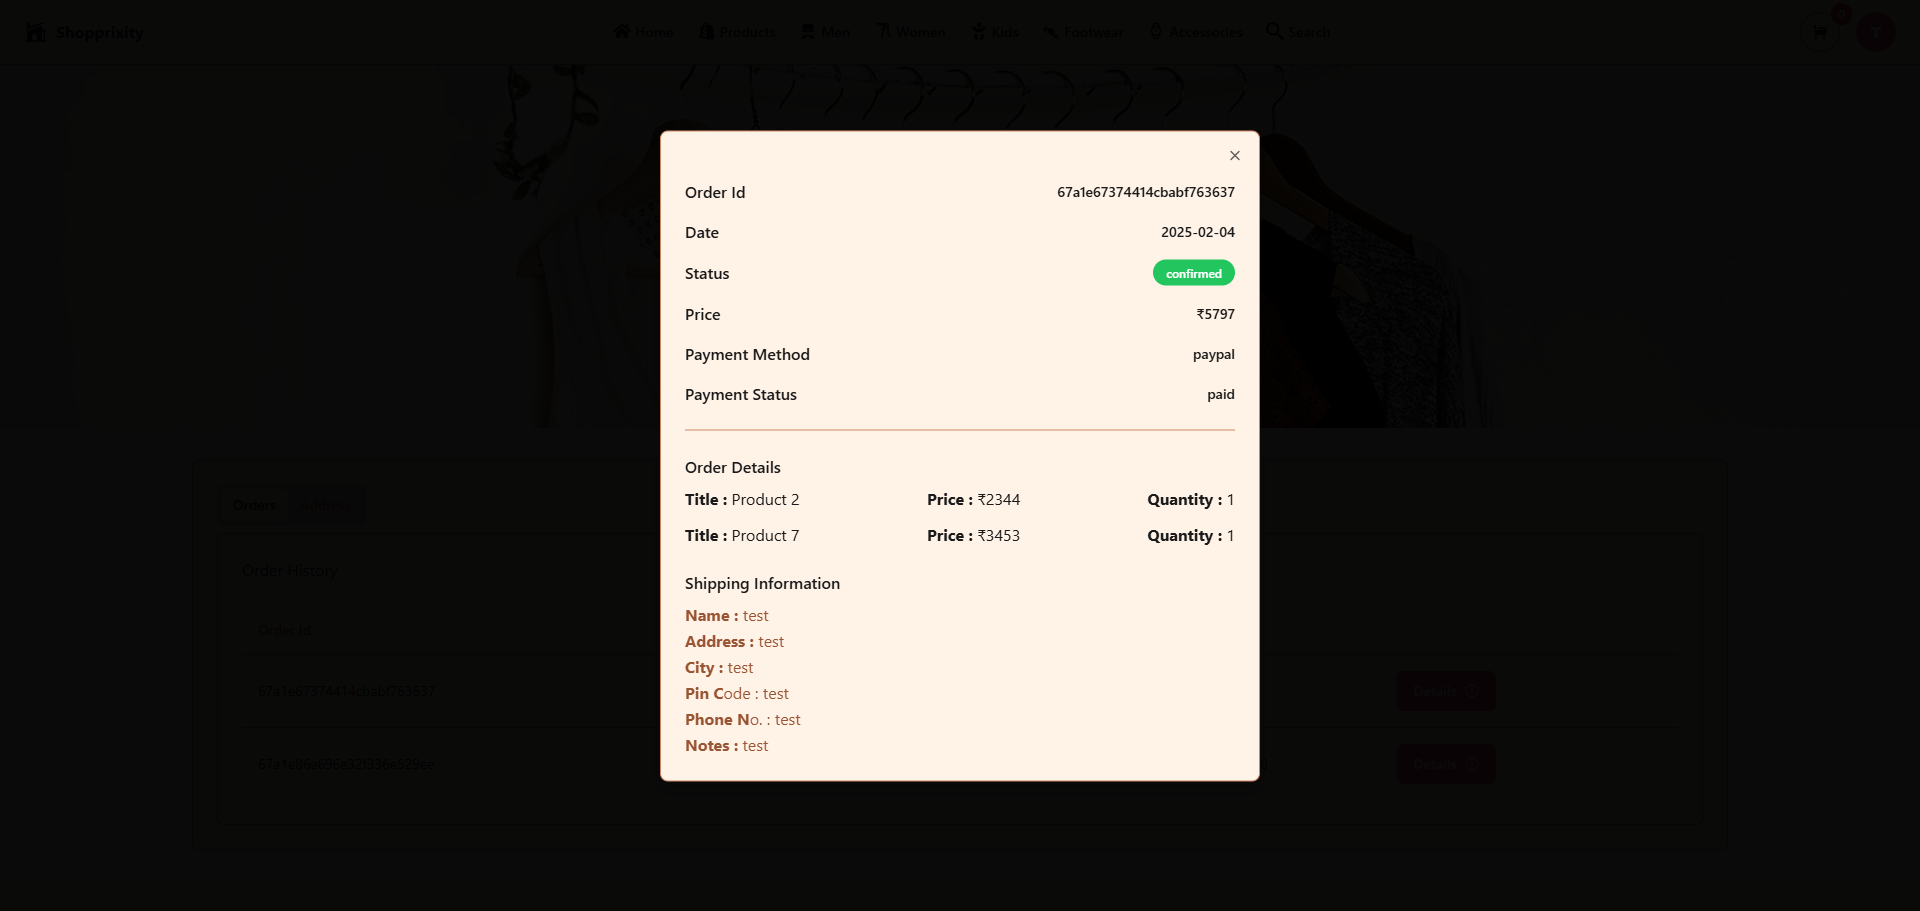 Shopprixity
Home Products Men Women Kids Footwear Accessories Search
T
Order Id 67a1e67374414cbabf763637
Date 2025-02-04
Status confirmed
Price ₹5797
Payment Method paypal
Payment Status paid
Order Details
Title : Product 2 Price : ₹2344 Quantity : 1
Title : Product 7 Price : ₹3453 Quantity : 1
Shipping Information
Name : test
Address : test
City : test
Pin Code : test
Phone No. : test
Notes : test
Orders Address
Order History
Order Id
67a1e67374414cbabf763637 Details
Details